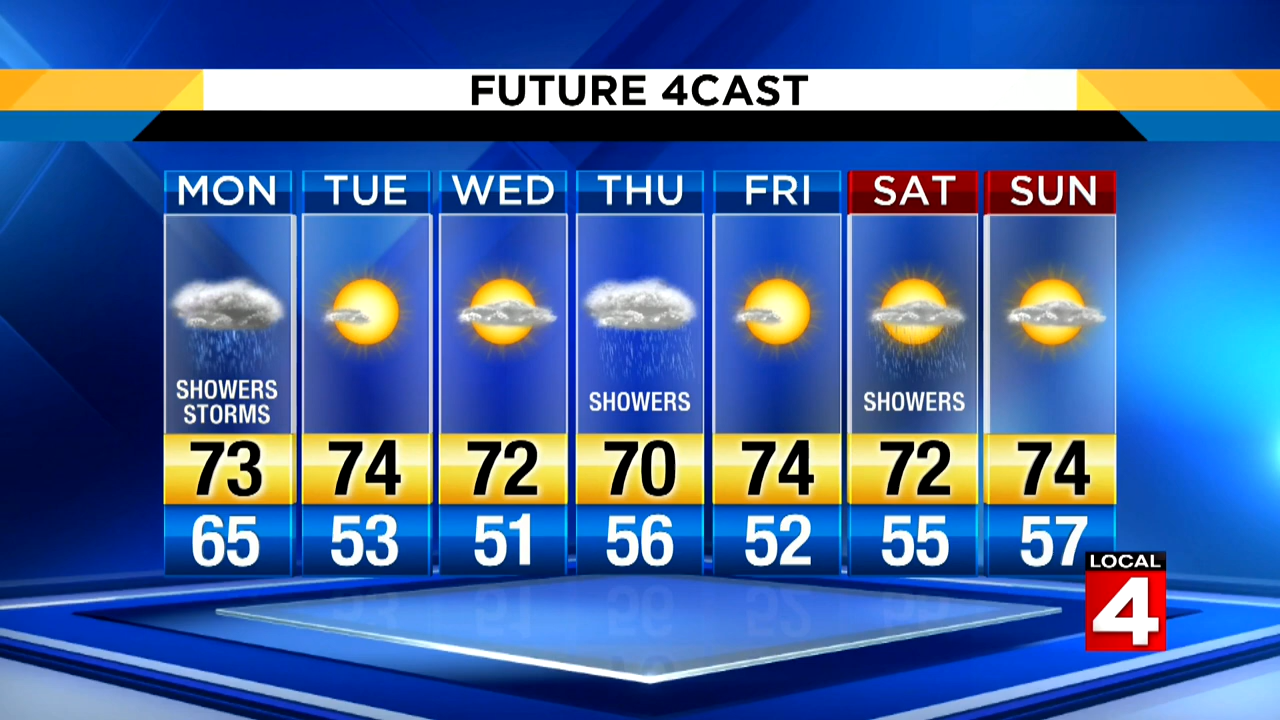 FUTURE 4CAST
MON TUE WED THU FRI SAT SUN
SHOWERS
STORMS
SHOWERS
SHOWERS
73 74 72 70 74 72 74
65 53 51 56 52 55 57
LOCAL
4